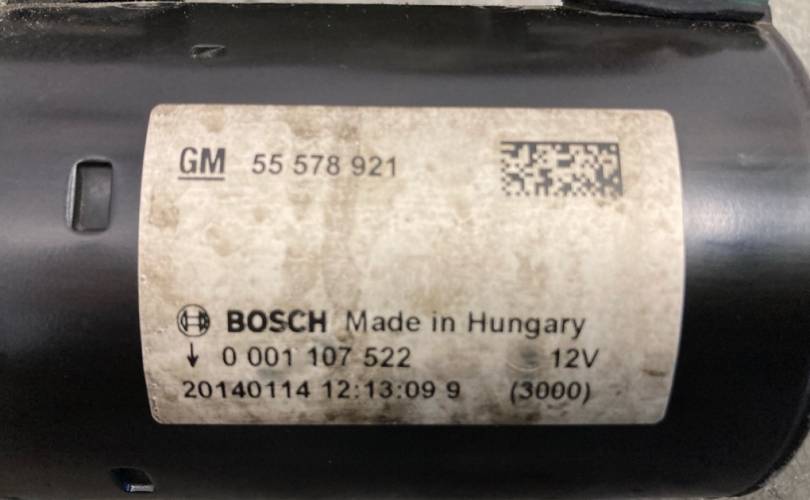 GM 55 578 921
BOSCH Made in Hungary
↓ 0 001 107 522 12V
20140114 12:13:09 9 (3000)